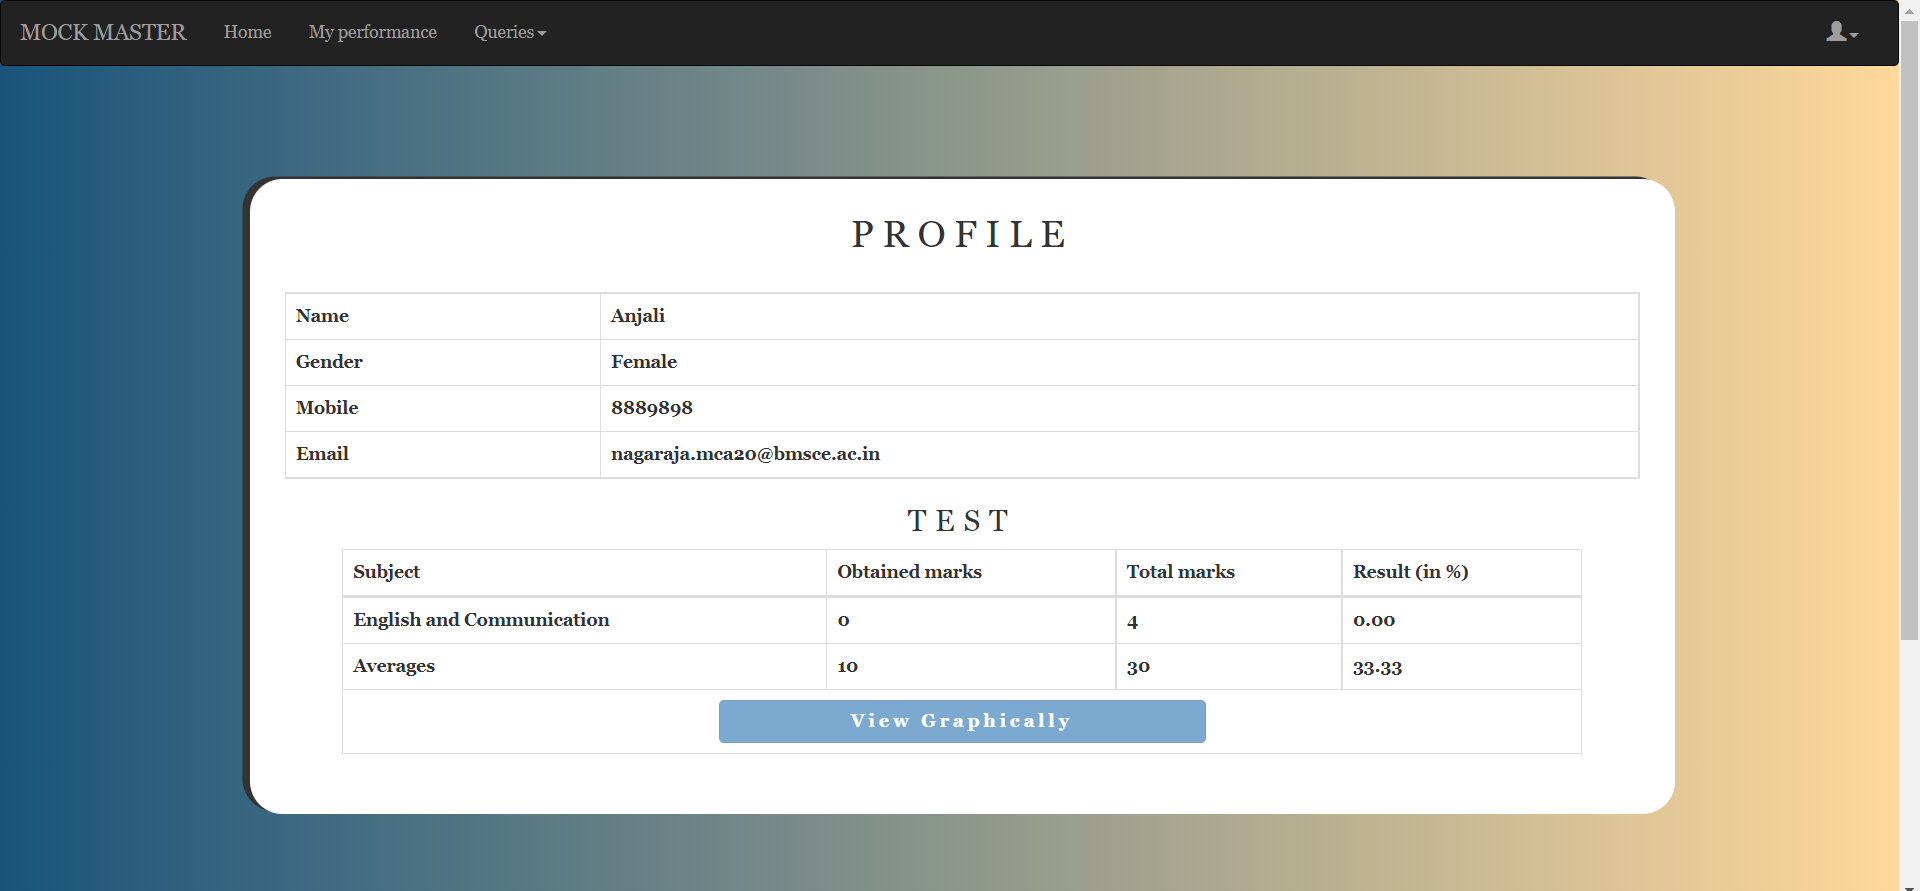 MOCK MASTER Home My performance Queries
PROFILE
Name Anjali
Gender Female
Mobile 8889898
Email nagaraja.mca20@bmsce.ac.in
TEST
Subject Obtained marks Total marks Result (in %)
English and Communication 0 4 0.00
Averages 10 30 33.33
View Graphically